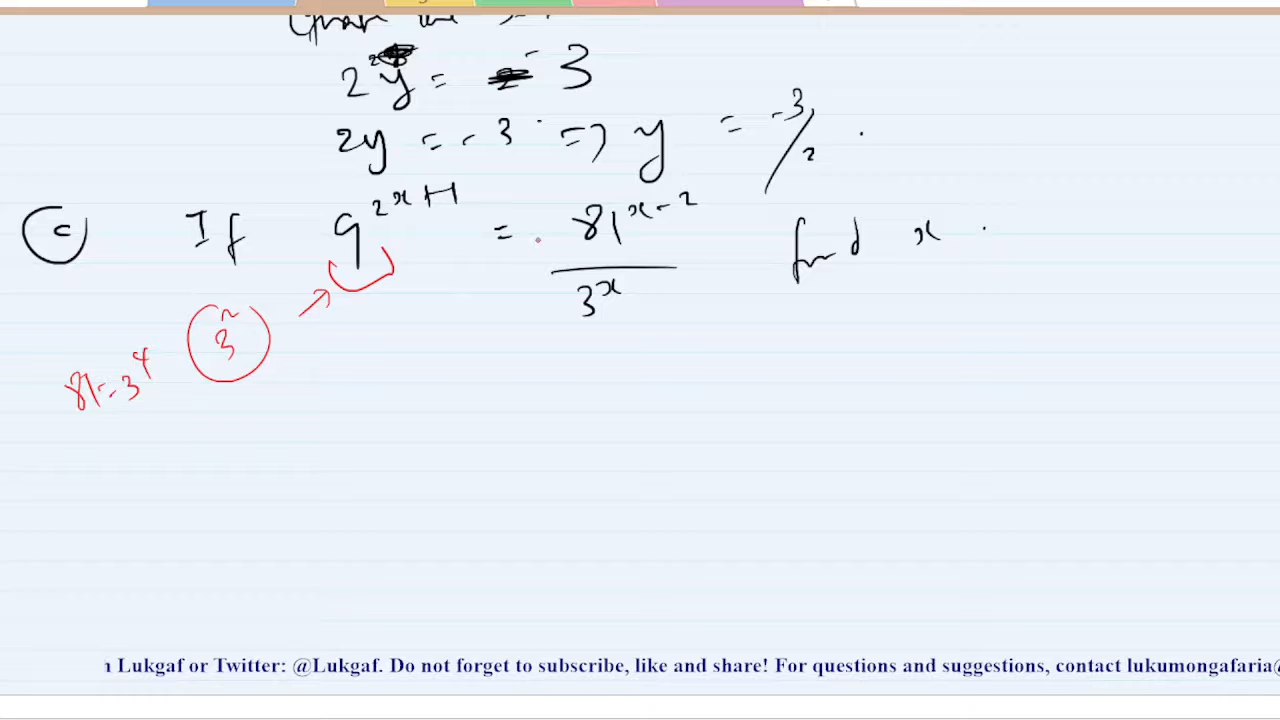 2^2y = 3
2y = -3 => y = -3/2 .
(c) If 9^2x+1 = 81^x-2 / 3^x find x .
3^2
81 = 3^4
n Lukgaf or Twitter: @Lukgaf. Do not forget to subscribe, like and share! For questions and suggestions, contact lukumongafaria@